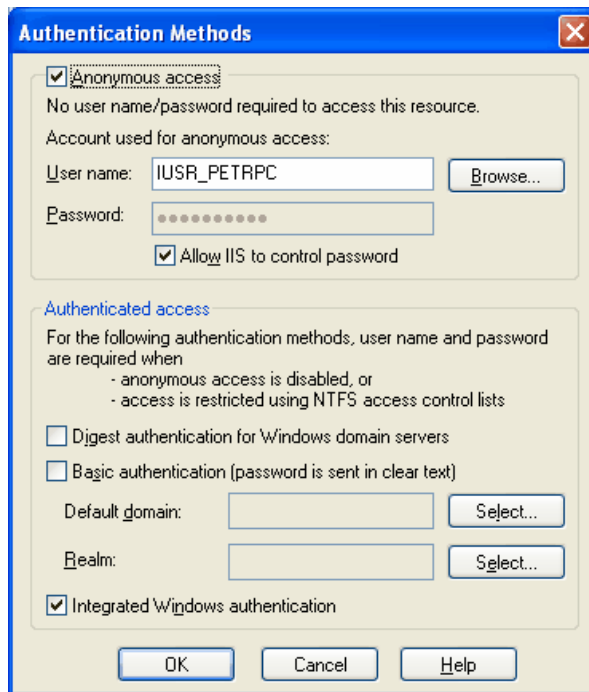 Authentication Methods
Anonymous access
No user name/password required to access this resource.
Account used for anonymous access:
User name: IUSR_PETRPC Browse...
Password: ●●●●●●●●●●
Allow IIS to control password
Authenticated access
For the following authentication methods, user name and password
are required when
- anonymous access is disabled, or
- access is restricted using NTFS access control lists
Digest authentication for Windows domain servers
Basic authentication (password is sent in clear text)
Default domain: Select...
Realm: Select...
Integrated Windows authentication
OK Cancel Help